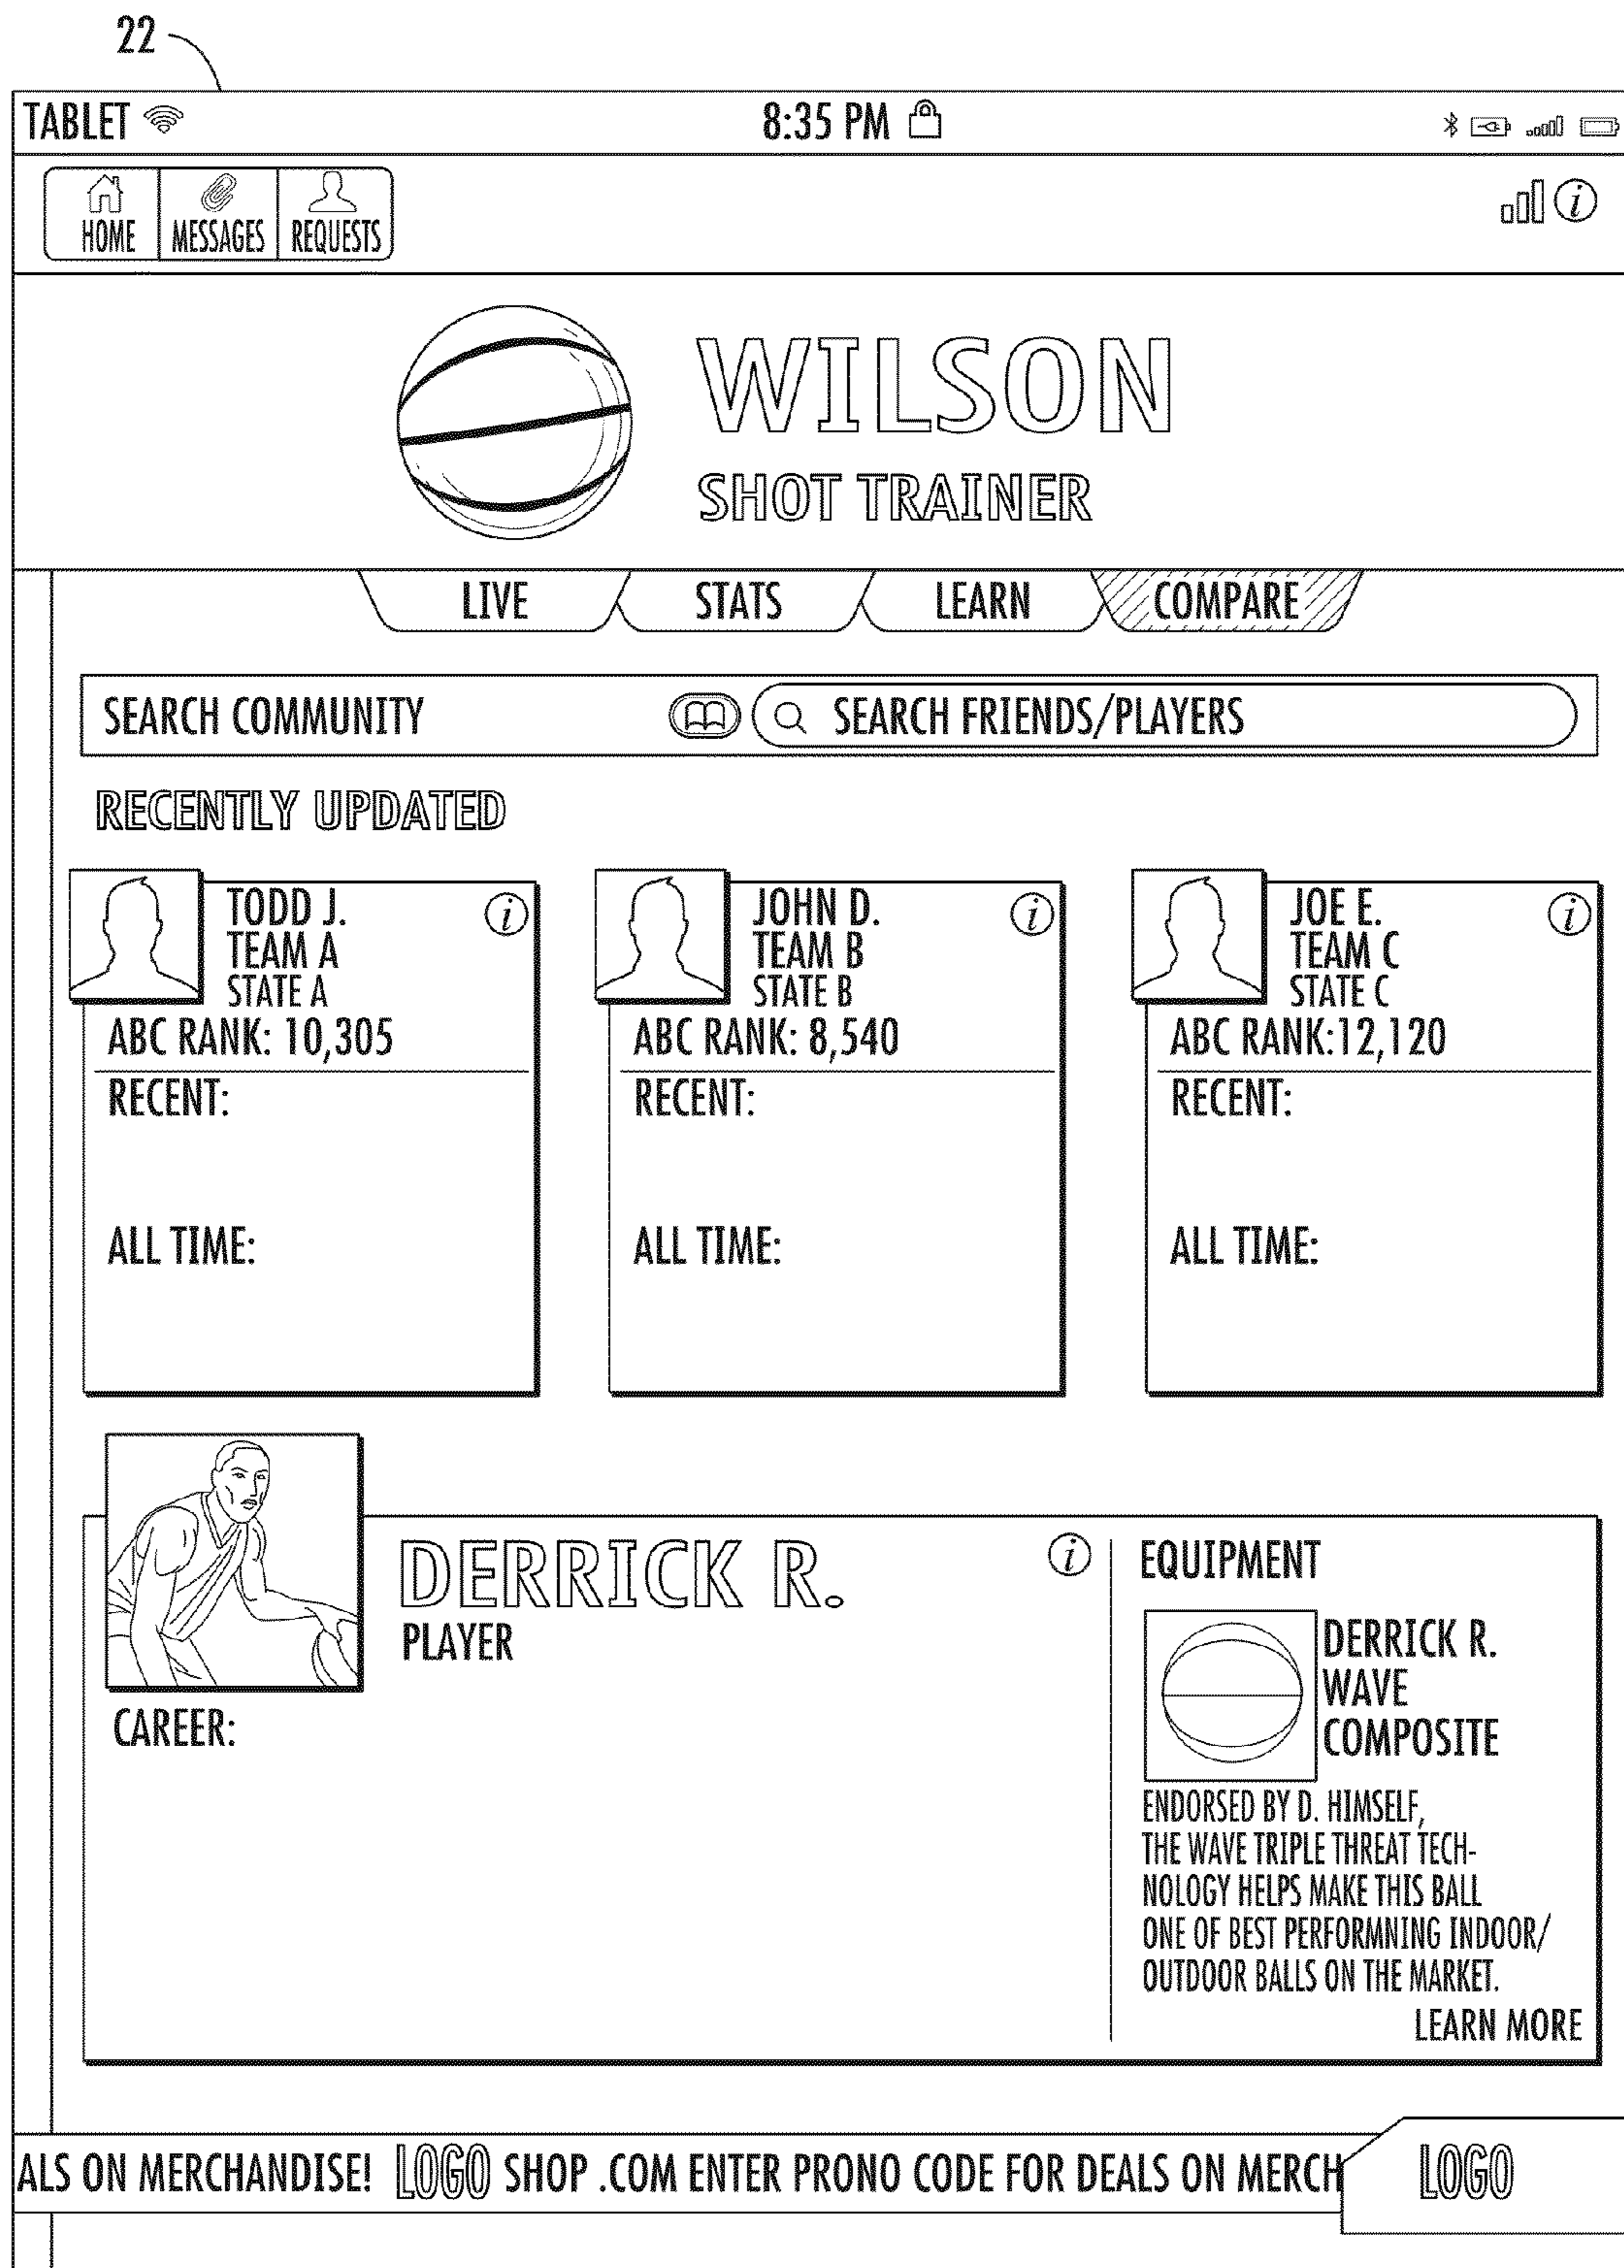 22
TABLET 8:35 PM
HOME MESSAGES REQUESTS
WILSON
SHOT TRAINER
LIVE STATS LEARN COMPARE
SEARCH COMMUNITY SEARCH FRIENDS/PLAYERS
RECENTLY UPDATED
TODD J.
TEAM A
STATE A
ABC RANK: 10,305
RECENT:
ALL TIME:
JOHN D.
TEAM B
STATE B
ABC RANK: 8,540
RECENT:
ALL TIME:
JOE E.
TEAM C
STATE C
ABC RANK:12,120
RECENT:
ALL TIME:
DERRICK R.
PLAYER
CAREER:
EQUIPMENT
DERRICK R.
WAVE
COMPOSITE
ENDORSED BY D. HIMSELF,
THE WAVE TRIPLE THREAT TECH-
NOLOGY HELPS MAKE THIS BALL
ONE OF BEST PERFORMNING INDOOR/
OUTDOOR BALLS ON THE MARKET.
LEARN MORE
ALS ON MERCHANDISE! LOGO SHOP .COM ENTER PRONO CODE FOR DEALS ON MERCH LOGO